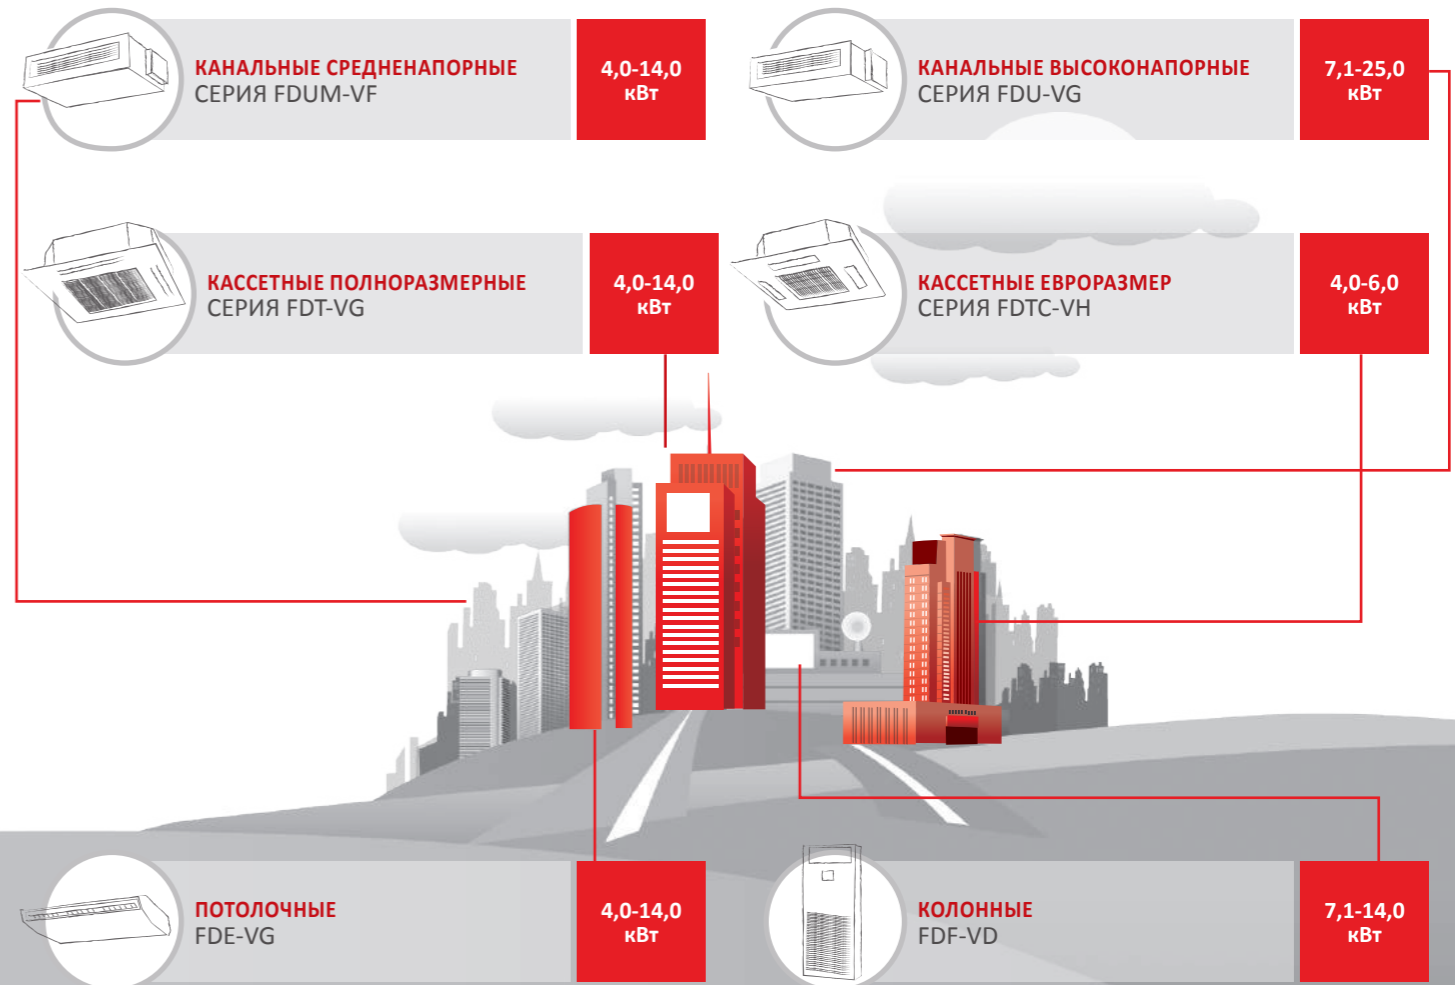 КАНАЛЬНЫЕ СРЕДНЕНАПОРНЫЕ
СЕРИЯ FDUM-VF
4,0-14,0
кВт
КАНАЛЬНЫЕ ВЫСОКОНАПОРНЫЕ
СЕРИЯ FDU-VG
7,1-25,0
кВт
КАССЕТНЫЕ ПОЛНОРАЗМЕРНЫЕ
СЕРИЯ FDT-VG
4,0-14,0
кВт
КАССЕТНЫЕ ЕВРОРАЗМЕР
СЕРИЯ FDTC-VH
4,0-6,0
кВт
ПОТОЛОЧНЫЕ
FDE-VG
4,0-14,0
кВт
КОЛОННЫЕ
FDF-VD
7,1-14,0
кВт